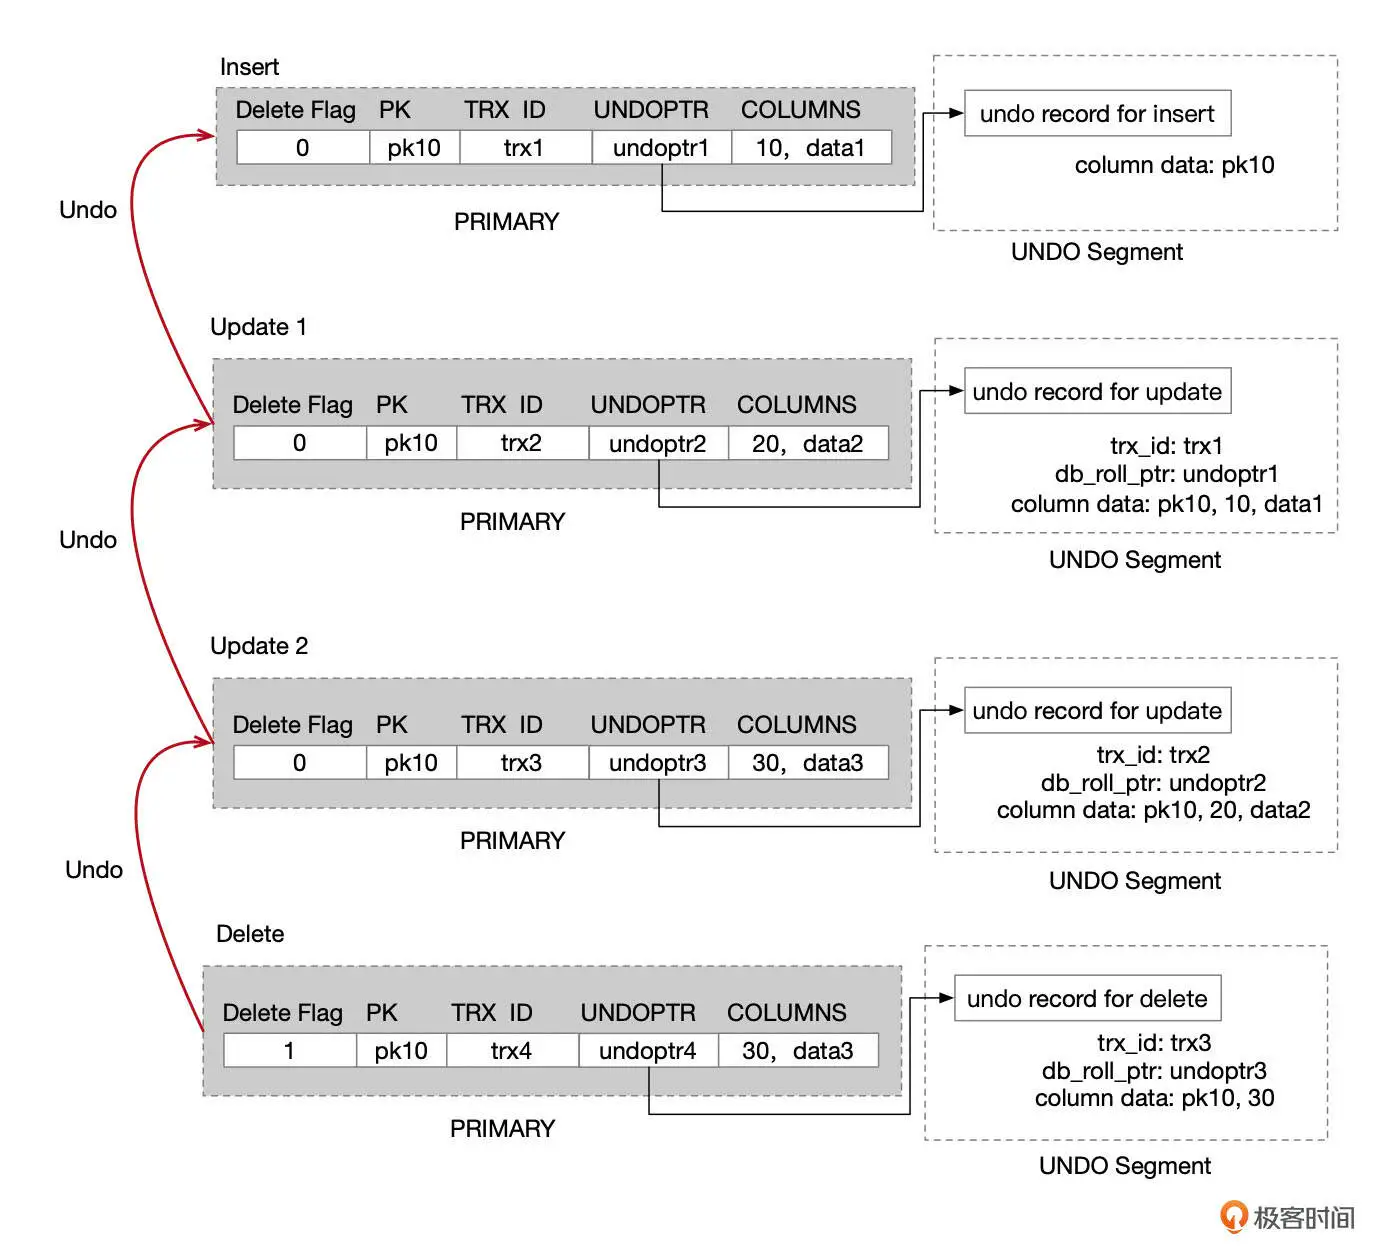 Insert
Delete Flag PK TRX ID UNDOPTR COLUMNS
0 pk10 trx1 undoptr1 10, data1
PRIMARY
undo record for insert
column data: pk10
UNDO Segment
Undo
Update 1
Delete Flag PK TRX ID UNDOPTR COLUMNS
0 pk10 trx2 undoptr2 20, data2
PRIMARY
undo record for update
trx_id: trx1
db_roll_ptr: undoptr1
column data: pk10, 10, data1
UNDO Segment
Undo
Update 2
Delete Flag PK TRX ID UNDOPTR COLUMNS
0 pk10 trx3 undoptr3 30, data3
PRIMARY
undo record for update
trx_id: trx2
db_roll_ptr: undoptr2
column data: pk10, 20, data2
UNDO Segment
Undo
Delete
Delete Flag PK TRX ID UNDOPTR COLUMNS
1 pk10 trx4 undoptr4 30, data3
PRIMARY
undo record for delete
trx_id: trx3
db_roll_ptr: undoptr3
column data: pk10, 30
UNDO Segment
极客时间